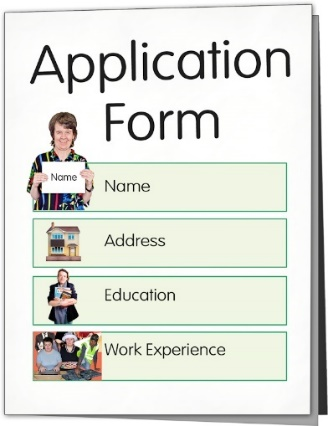 Application
Form
Name
Name
Address
Education
Work Experience